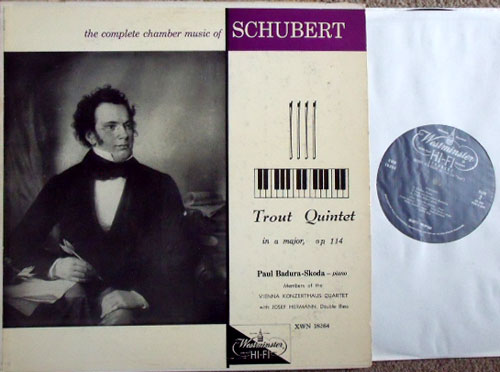 the complete chamber music of SCHUBERT
Trout Quintet
in a major, op 114
Paul Badura-Skoda – piano
Members of the
VIENNA KONZERTHAUS QUARTET
with JOSEF HERMANN, Double Bass
XWN 18264
Westminster
HI-FI
Westminster
HI-FI